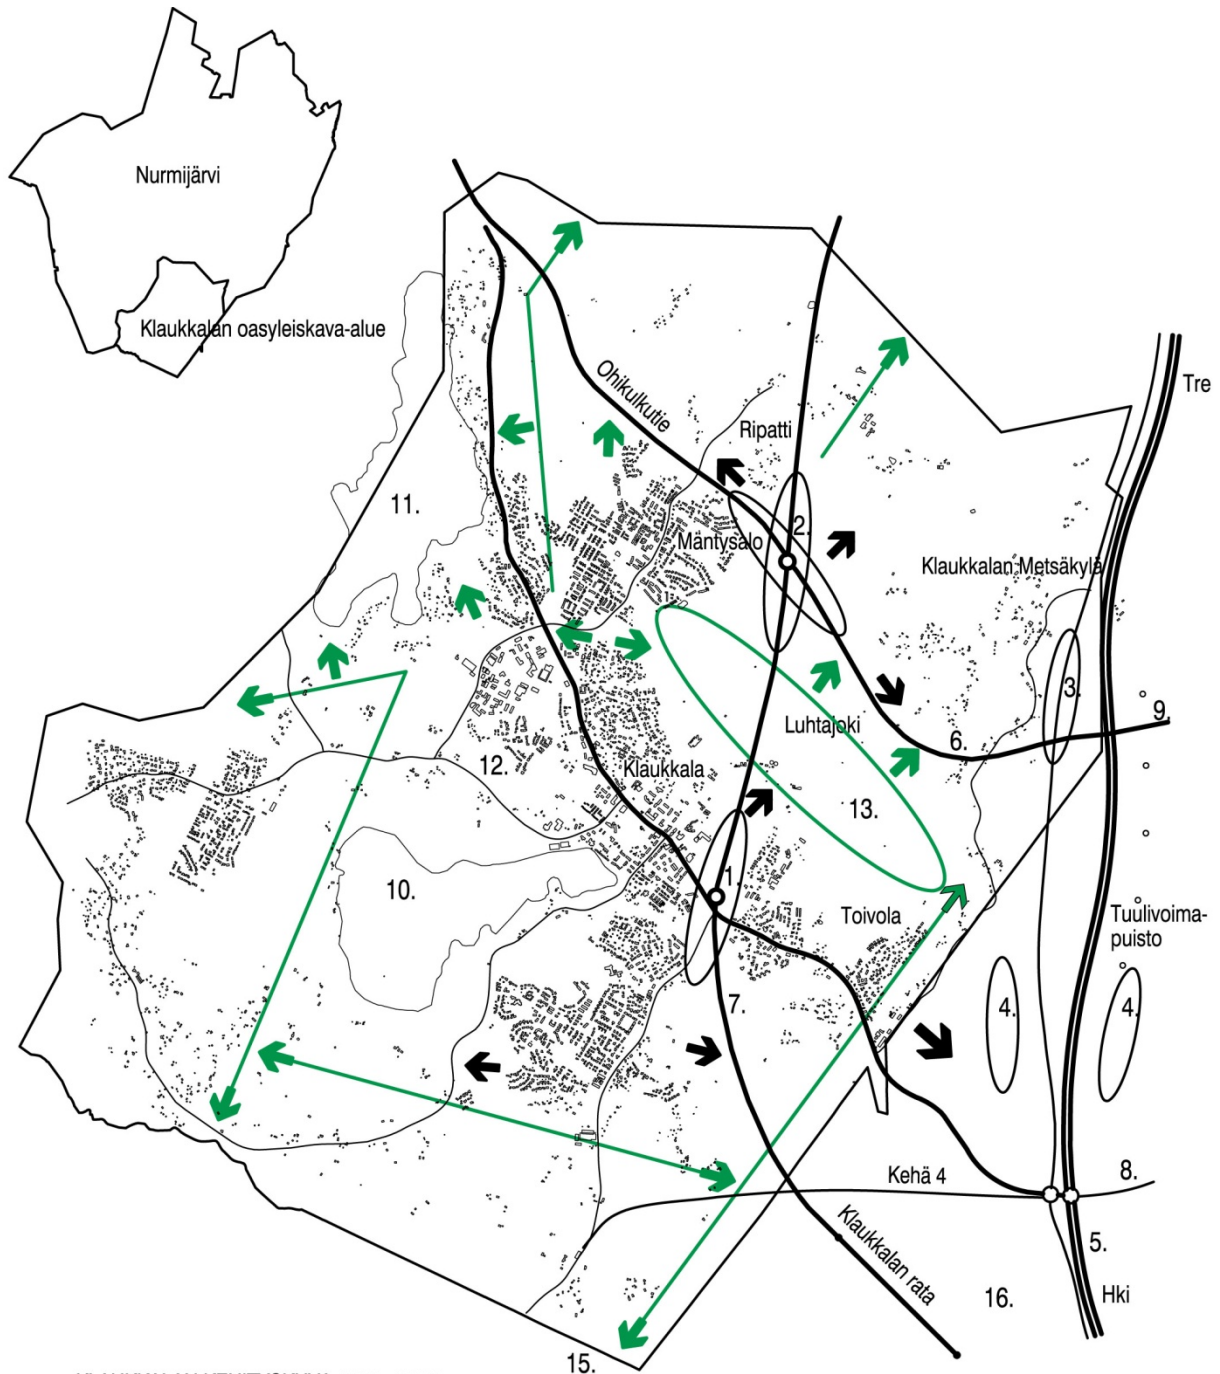 Nurmijärvi
Klaukkalan oasyleiskava-alue
Tre
Ohikulkutie
Ripatti
11.
2.
Mäntysalo
Klaukkalan Metsäkylä
3.
9.
Luhtajoki
6.
12.
Klaukkala
13.
10.
1.
Toivola
Tuulivoima-
puisto
7.
4.
4.
Kehä 4
8.
Klaukkalan rata
5.
16.
Hki
15.